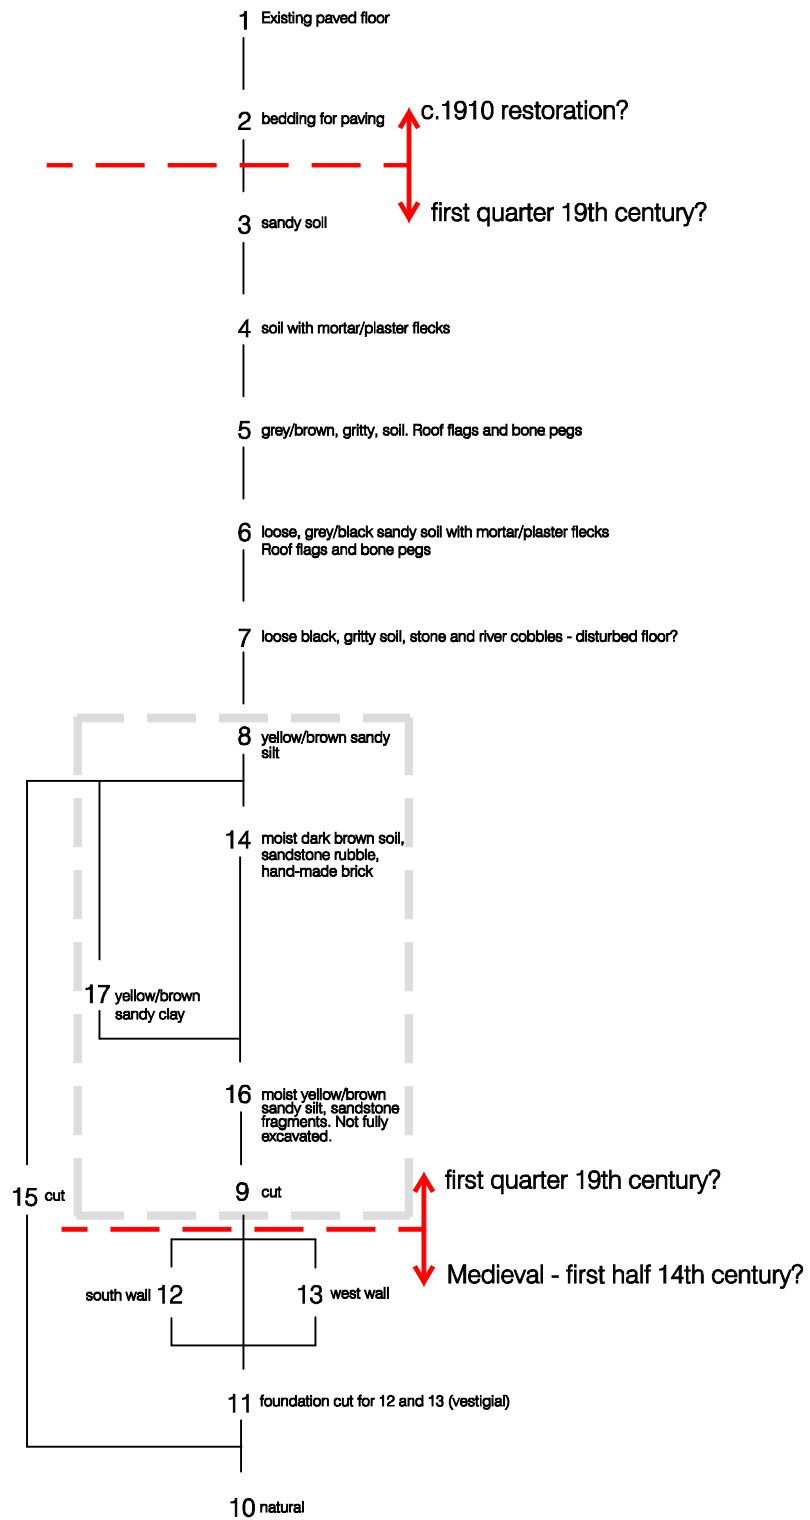 1 Existing paved floor
c.1910 restoration?
2 bedding for paving
first quarter 19th century?
3 sandy soil
4 soil with mortar/plaster flecks
5 grey/brown, gritty, soil. Roof flags and bone pegs
6 loose, grey/black sandy soil with mortar/plaster flecks
Roof flags and bone pegs
7 loose black, gritty soil, stone and river cobbles - disturbed floor?
8 yellow/brown sandy
silt
14 moist dark brown soil,
sandstone rubble,
hand-made brick
17 yellow/brown
sandy clay
16 moist yellow/brown
sandy silt, sandstone
fragments. Not fully
excavated.
first quarter 19th century?
15 cut
9 cut
Medieval - first half 14th century?
south wall 12
13 west wall
11 foundation cut for 12 and 13 (vestigial)
10 natural